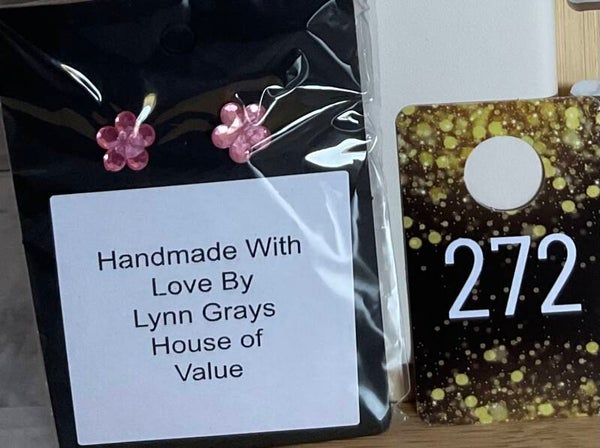 Handmade With
Love By
Lynn Grays
House of
Value
272